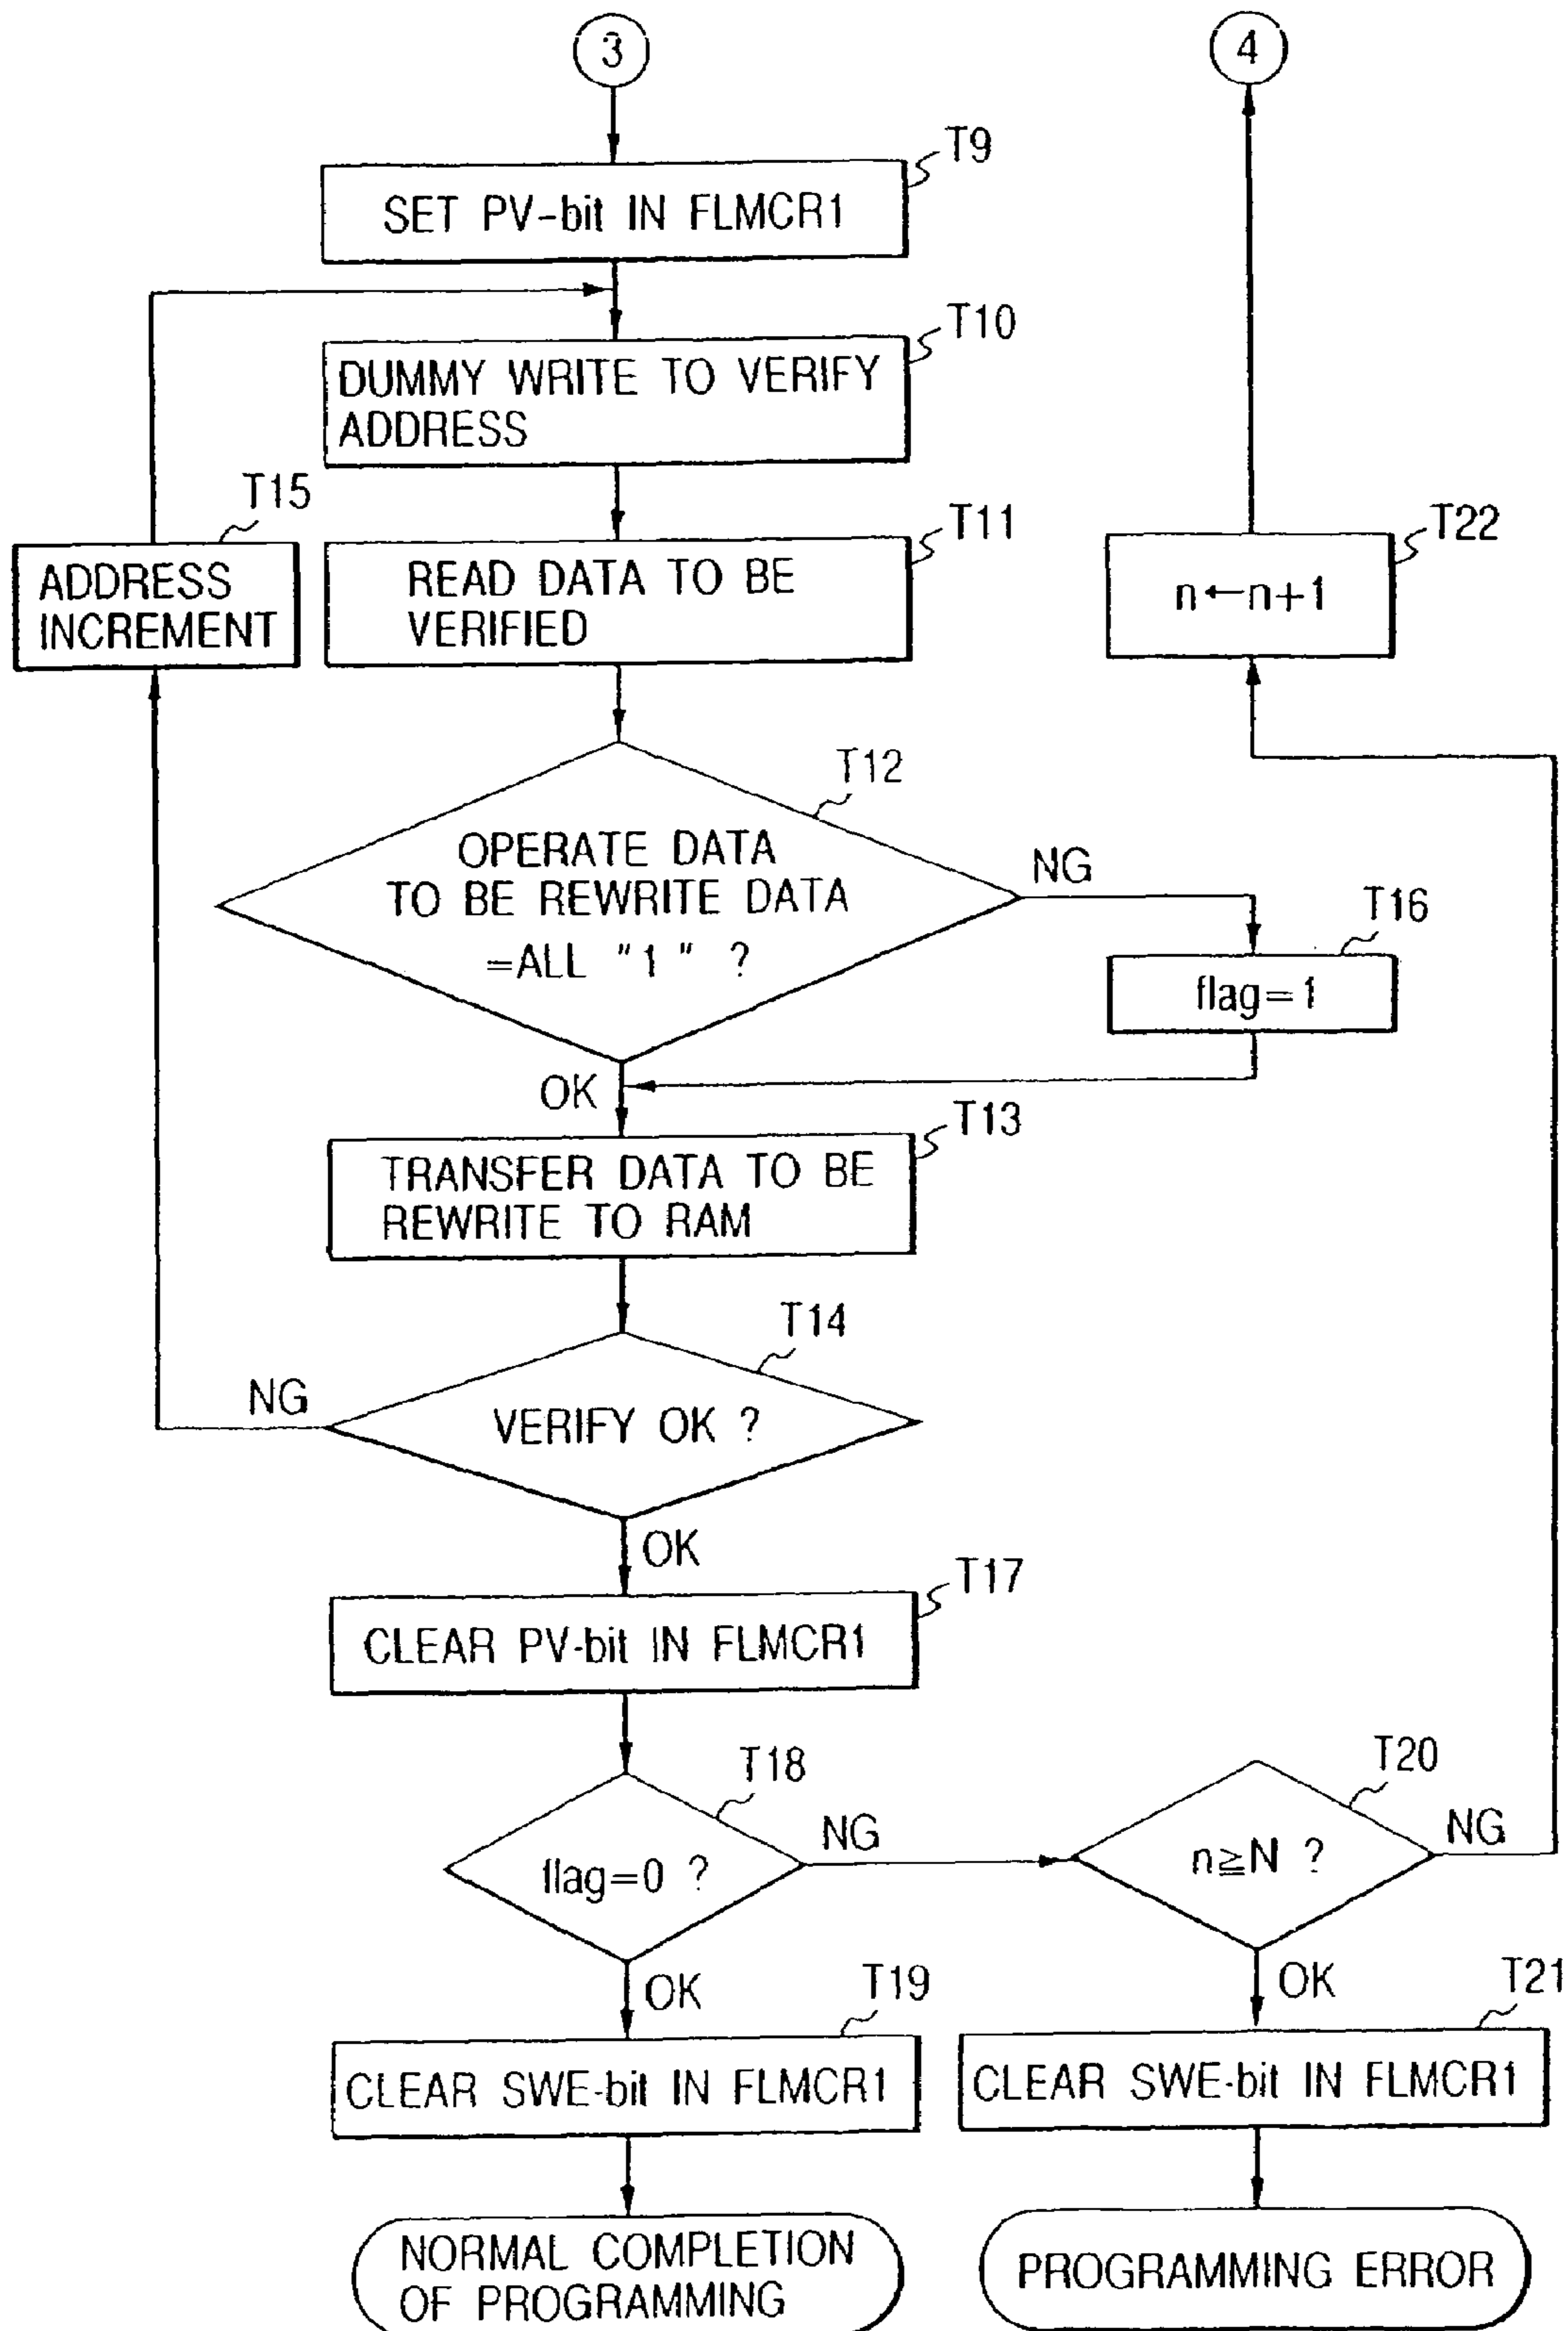 3
4
T9
SET PV-bit IN FLMCR1
T10
DUMMY WRITE TO VERIFY
ADDRESS
T15
ADDRESS
INCREMENT
T11
READ DATA TO BE
VERIFIED
T22
n←n+1
T12
OPERATE DATA
TO BE REWRITE DATA
=ALL "1" ?
NG
T16
flag=1
OK
T13
TRANSFER DATA TO BE
REWRITE TO RAM
T14
NG
VERIFY OK ?
OK
T17
CLEAR PV-bit IN FLMCR1
T18
flag=0 ?
NG
T20
n≧N ?
NG
OK
T19
CLEAR SWE-bit IN FLMCR1
OK
T21
CLEAR SWE-bit IN FLMCR1
NORMAL COMPLETION
OF PROGRAMMING
PROGRAMMING ERROR